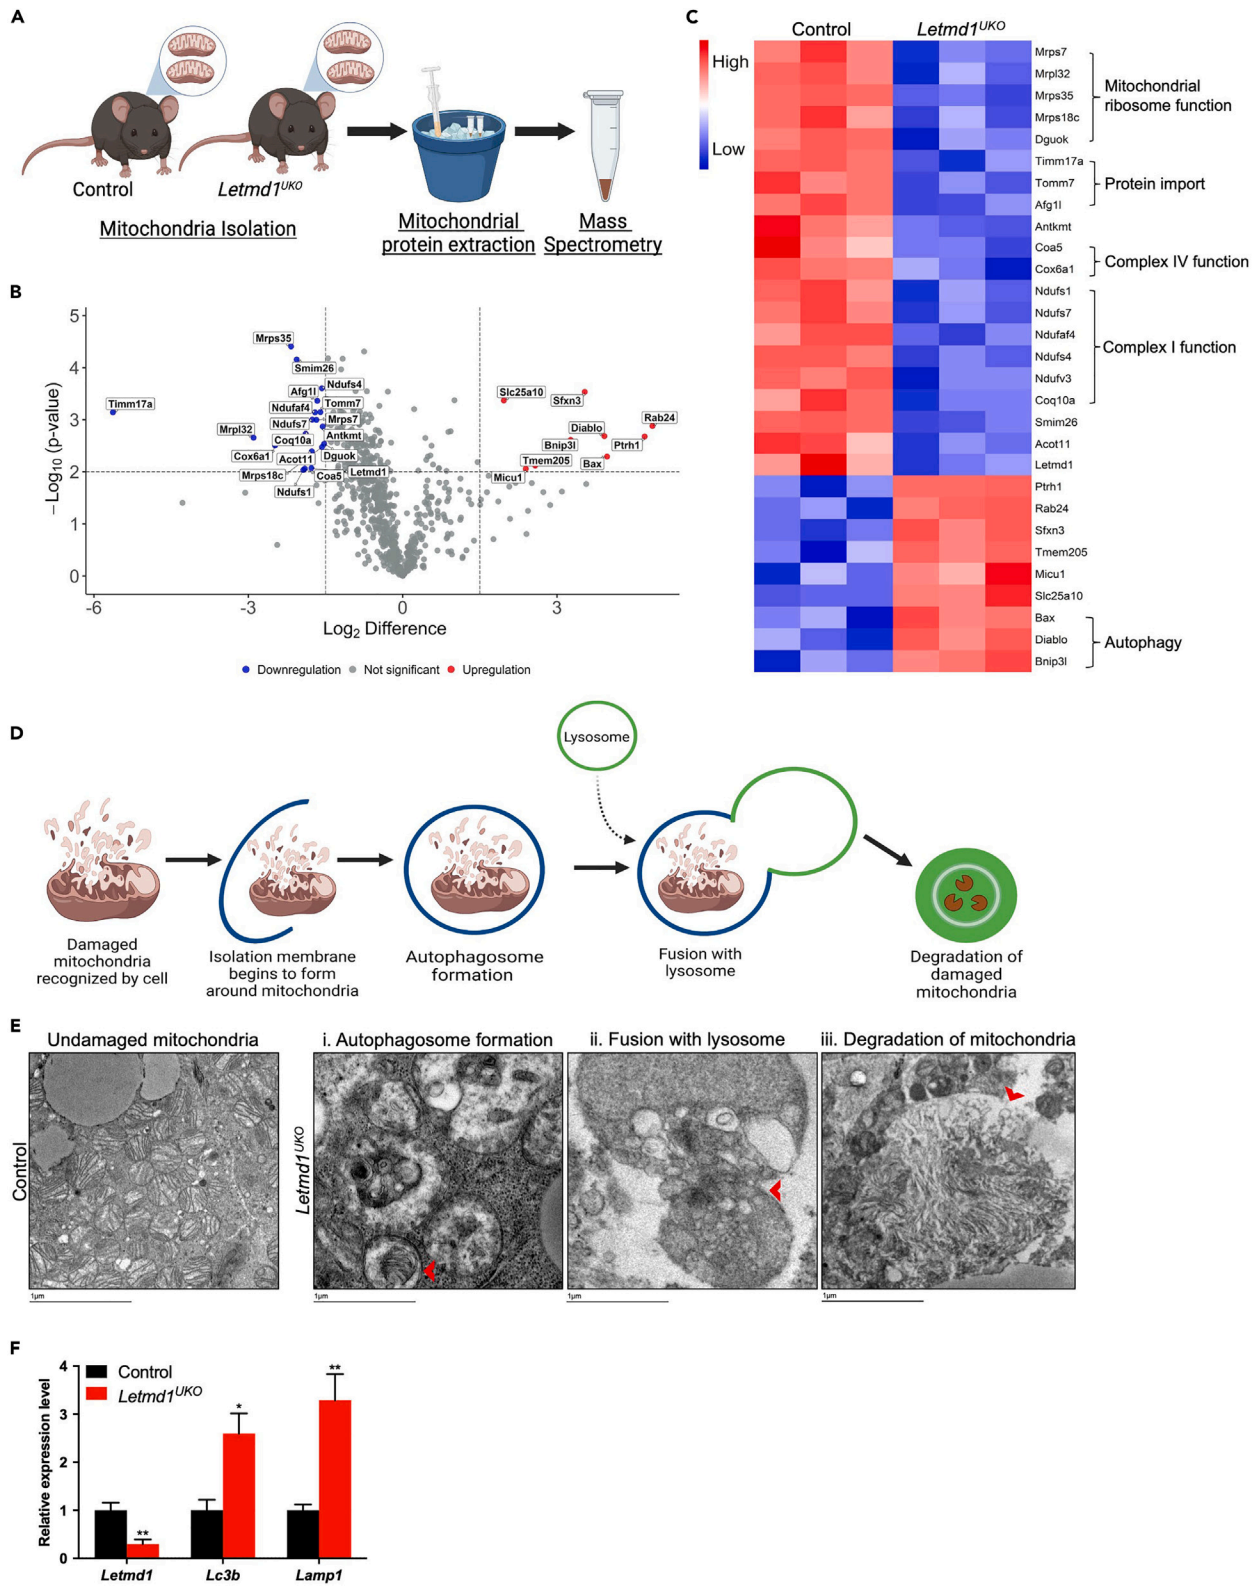 A
Control
Letmd1UKO
Mitochondria Isolation
Mitochondrial
protein extraction
Mass
Spectrometry
B
5
4
3
2
1
0
-6
-3
0
3
−Log10 (p-value)
Log2 Difference
Mrps35
Smim26
Ndufs4
Afg1l
Ndufaf4
Tomm7
Timm17a
Ndufs7
Mrps7
Mrpl32
Coq10a
Antkmt
Cox6a1
Acot11
Dguok
Mrps18c
Coa5
Letmd1
Ndufs1
Slc25a10
Sfxn3
Rab24
Diablo
Bnip3l
Ptrh1
Tmem205
Bax
Micu1
Downregulation
Not significant
Upregulation
C
Control
Letmd1UKO
High
Low
Mrps7
Mrpl32
Mrps35
Mrps18c
Dguok
Timm17a
Tomm7
Afg1l
Antkmt
Coa5
Cox6a1
Ndufs1
Ndufs7
Ndufaf4
Ndufs4
Ndufv3
Coq10a
Smim26
Acot11
Letmd1
Ptrh1
Rab24
Sfxn3
Tmem205
Micu1
Slc25a10
Bax
Diablo
Bnip3l
Mitochondrial
ribosome function
Protein import
Complex IV function
Complex I function
Autophagy
D
Lysosome
Damaged
mitochondria
recognized by cell
Isolation membrane
begins to form
around mitochondria
Autophagosome
formation
Fusion with
lysosome
Degradation of
damaged
mitochondria
E
Undamaged mitochondria
i. Autophagosome formation
ii. Fusion with lysosome
iii. Degradation of mitochondria
Control
Letmd1UKO
1µm
1µm
1µm
1µm
F
Control
Letmd1UKO
Relative expression level
4
3
2
1
0
**
*
**
Letmd1
Lc3b
Lamp1